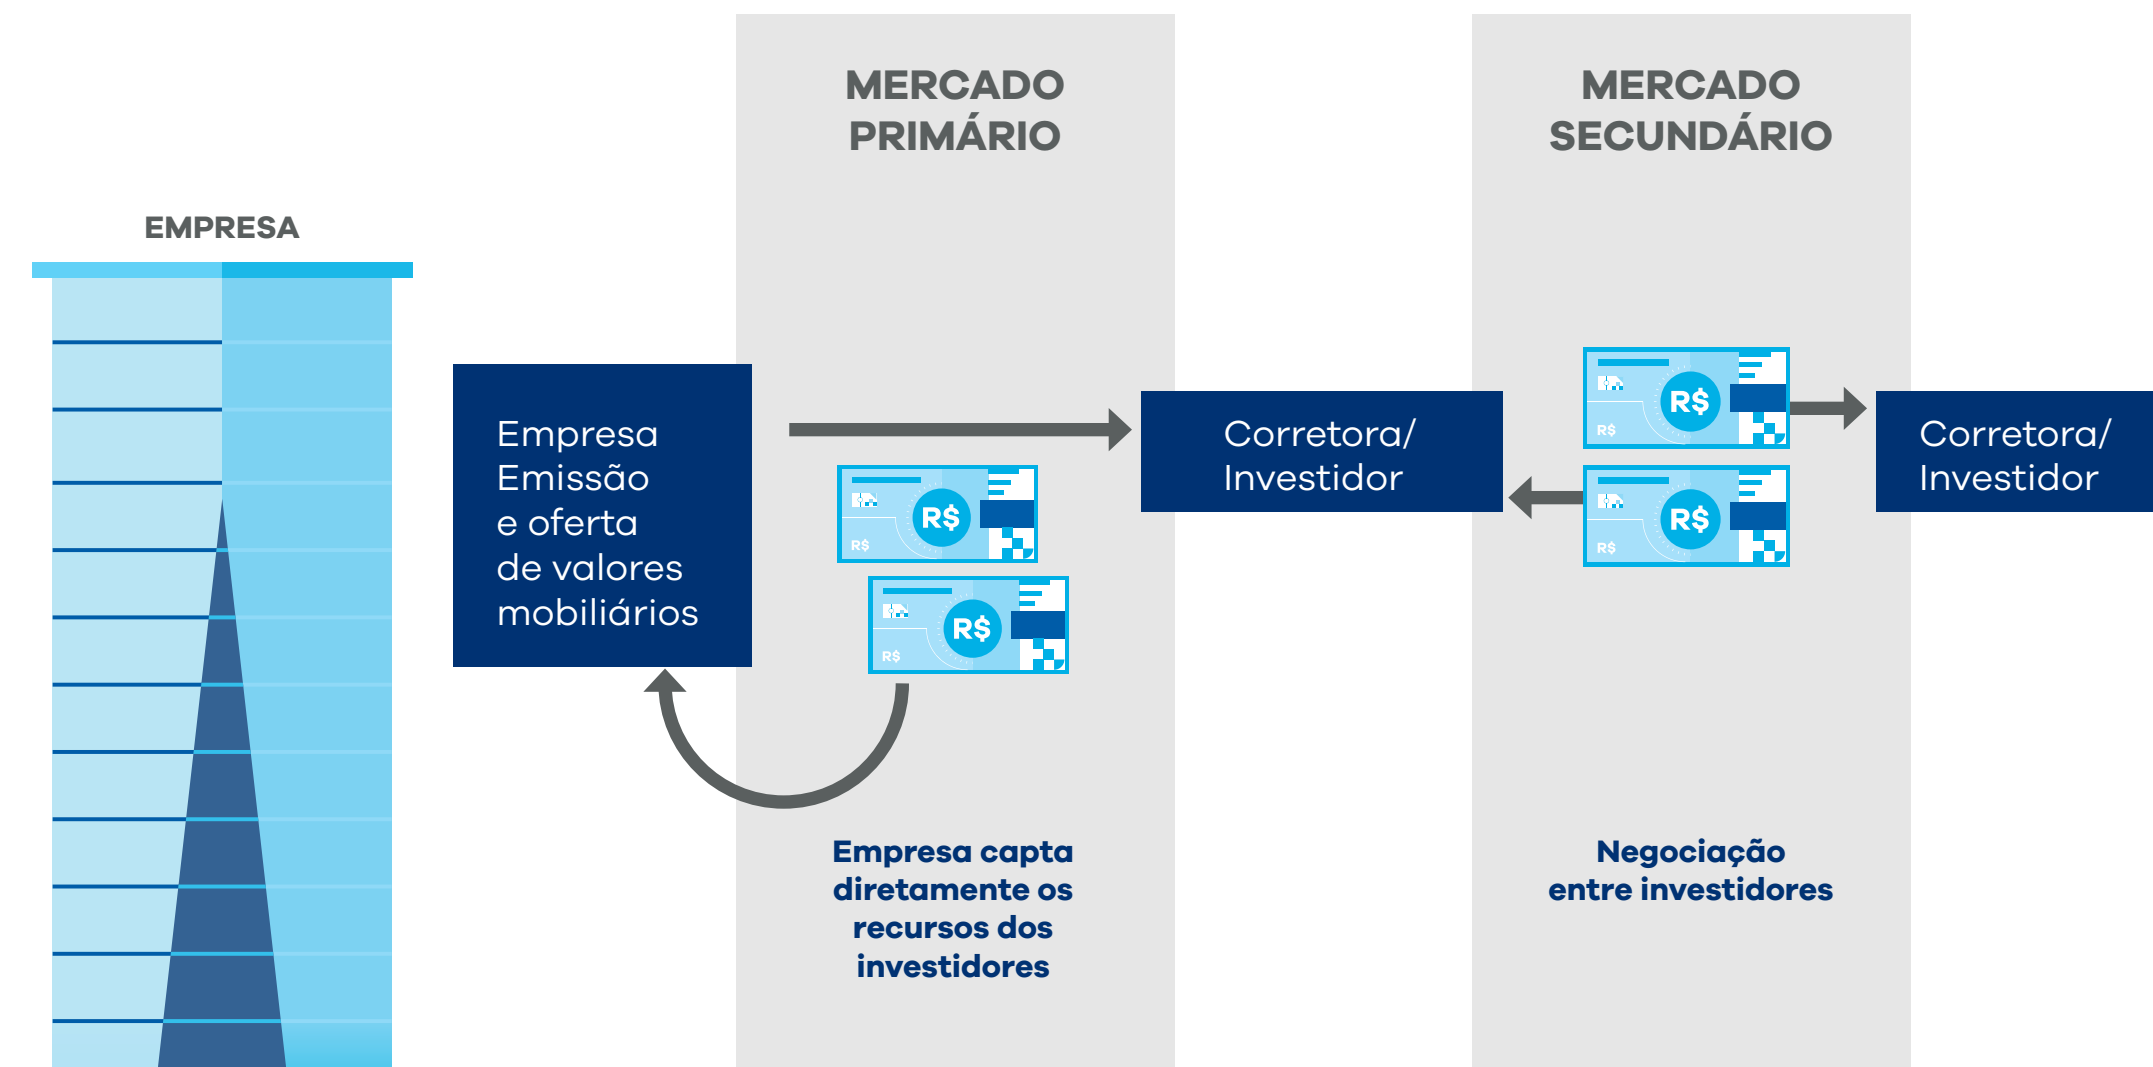 EMPRESA
MERCADO
PRIMÁRIO
MERCADO
SECUNDÁRIO
Empresa
Emissão
e oferta
de valores
mobiliários
R$
R$
R$
R$
Corretora/
Investidor
R$
R$
R$
R$
Corretora/
Investidor
Empresa capta
diretamente os
recursos dos
investidores
Negociação
entre investidores